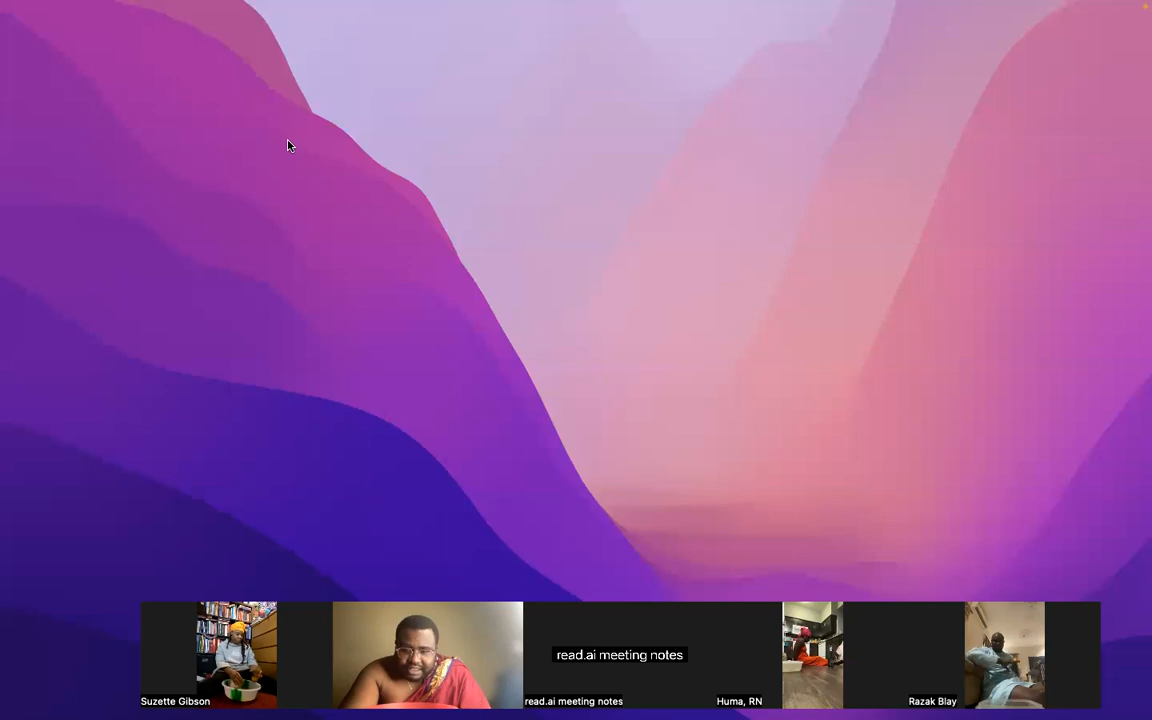 read.ai meeting notes
Suzette Gibson
read.ai meeting notes
Huma, RN
Razak Blay